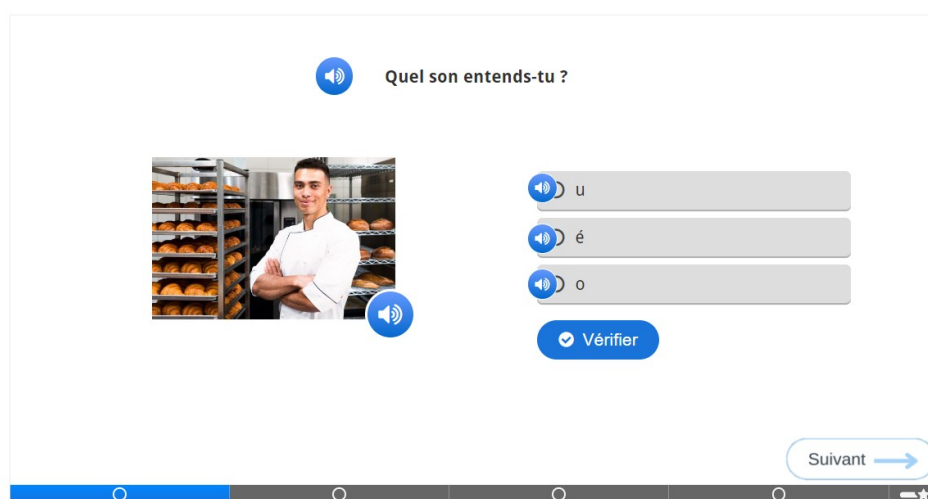 Quel son entends-tu ?
u
é
o
Vérifier
Suivant